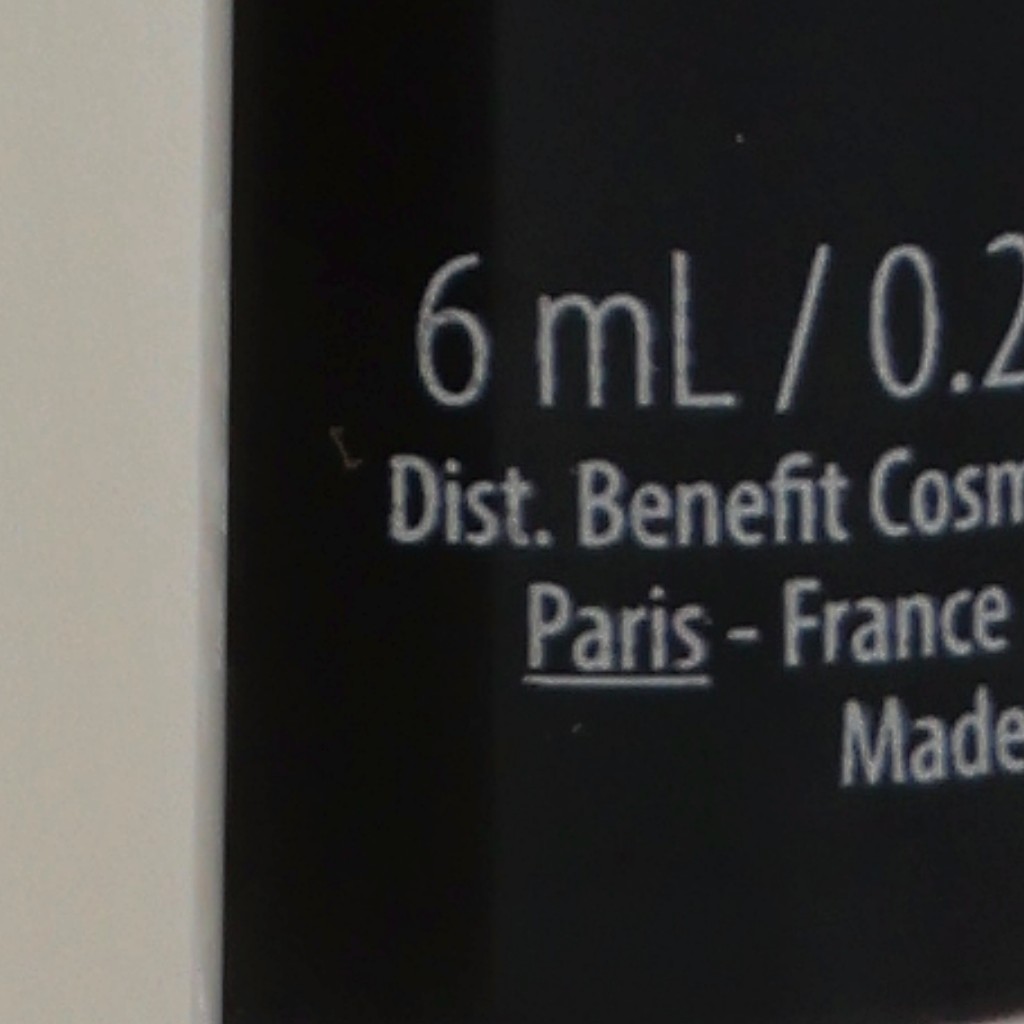 6 mL / 0.2
Dist. Benefit Cosm
Paris - France
Made